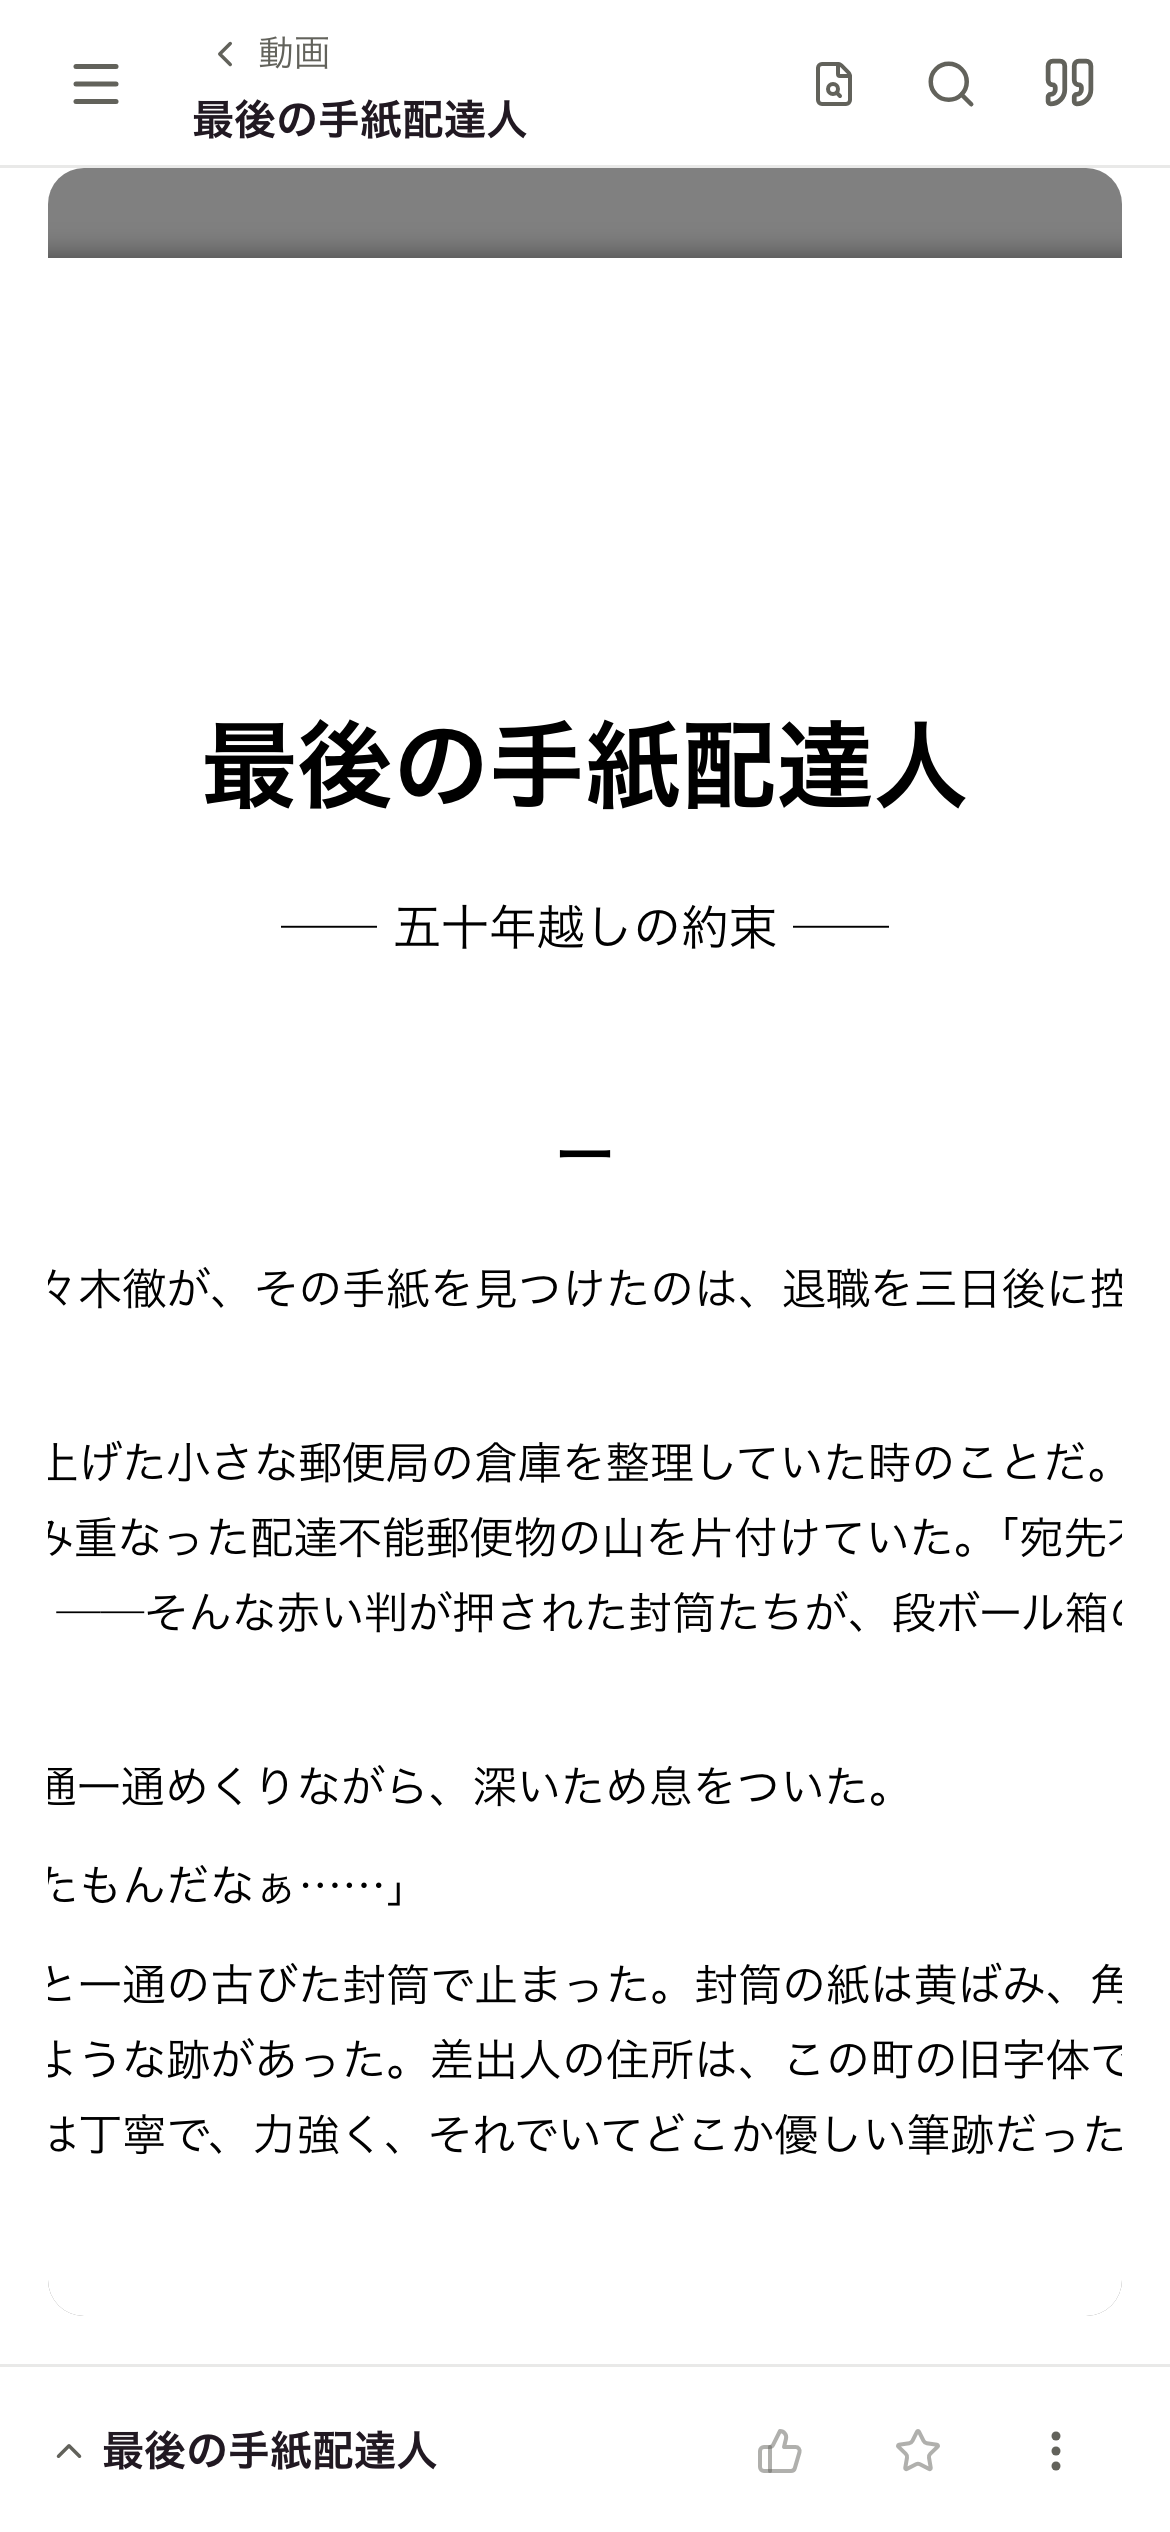 動画
最後の手紙配達人
最後の手紙配達人
―― 五十年越しの約束 ――
一
々木徹が、その手紙を見つけたのは、退職を三日後に控
上げた小さな郵便局の倉庫を整理していた時のことだ。
み重なった配達不能郵便物の山を片付けていた。「宛先不
――そんな赤い判が押された封筒たちが、段ボール箱の
通一通めくりながら、深いため息をついた。
たもんだなぁ……」
と一通の古びた封筒で止まった。封筒の紙は黄ばみ、角
ような跡があった。差出人の住所は、この町の旧字体で
は丁寧で、力強く、それでいてどこか優しい筆跡だった
最後の手紙配達人